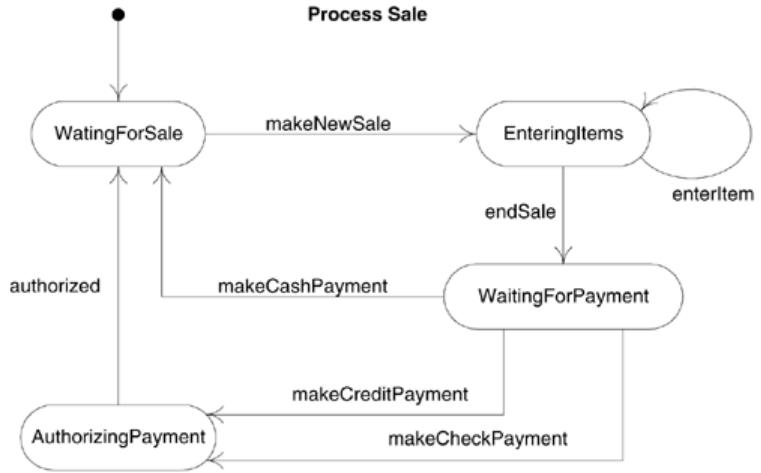 Process Sale
WatingForSale
makeNewSale
EnteringItems
enterItem
endSale
authorized
makeCashPayment
WaitingForPayment
makeCreditPayment
AuthorizingPayment
makeCheckPayment